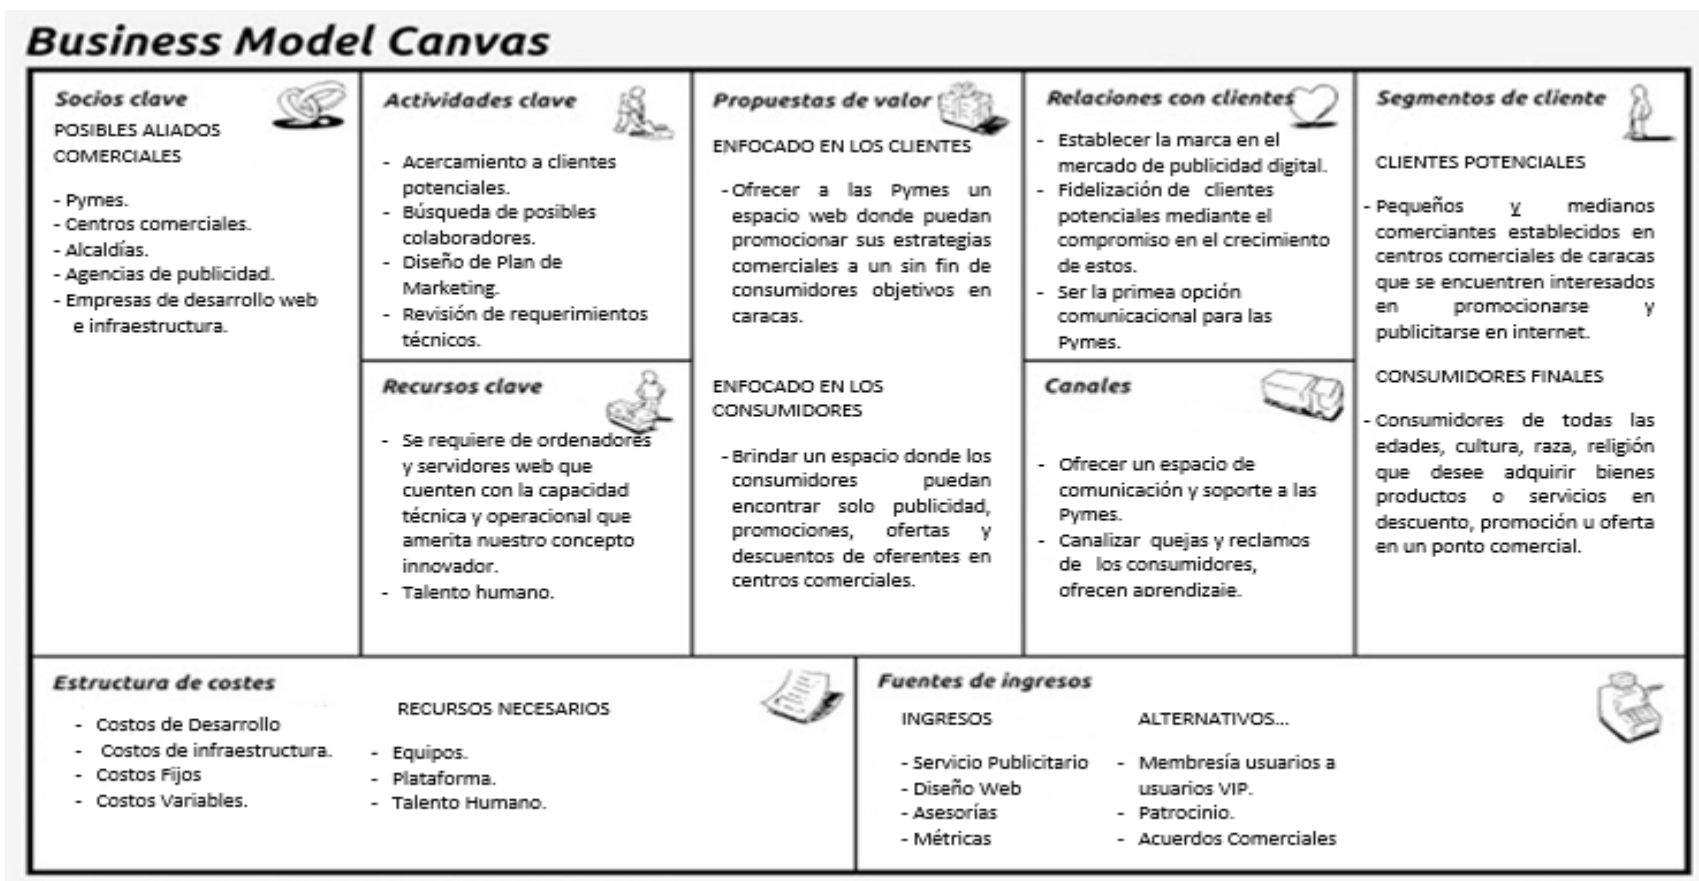 Business Model Canvas
Socios clave
POSIBLES ALIADOS
COMERCIALES
- Pymes.
- Centros comerciales.
- Alcaldías.
- Agencias de publicidad.
- Empresas de desarrollo web
e infraestructura.
Actividades clave
- Acercamiento a clientes
potenciales.
- Búsqueda de posibles
colaboradores.
- Diseño de Plan de
Marketing.
- Revisión de requerimientos
técnicos.
Recursos clave
- Se requiere de ordenadores
y servidores web que
cuenten con la capacidad
técnica y operacional que
amerita nuestro concepto
innovador.
- Talento humano.
Propuestas de valor
ENFOCADO EN LOS CLIENTES
- Ofrecer a las Pymes un
espacio web donde puedan
promocionar sus estrategias
comerciales a un sin fin de
consumidores objetivos en
caracas.
ENFOCADO EN LOS
CONSUMIDORES
- Brindar un espacio donde los
consumidores puedan
encontrar solo publicidad,
promociones, ofertas y
descuentos de oferentes en
centros comerciales.
Relaciones con clientes
- Establecer la marca en el
mercado de publicidad digital.
- Fidelización de clientes
potenciales mediante el
compromiso en el crecimiento
de estos.
- Ser la primea opción
comunicacional para las
Pymes.
Canales
- Ofrecer un espacio de
comunicación y soporte a las
Pymes.
- Canalizar quejas y reclamos
de los consumidores,
ofrecen aprendizaje.
Segmentos de cliente
CLIENTES POTENCIALES
- Pequeños y medianos
comerciantes establecidos en
centros comerciales de caracas
que se encuentren interesados
en promocionarse y
publicitarse en internet.
CONSUMIDORES FINALES
- Consumidores de todas las
edades, cultura, raza, religión
que desee adquirir bienes
productos o servicios en
descuento, promoción u oferta
en un ponto comercial.
Estructura de costes
- Costos de Desarrollo
- Costos de infraestructura.
- Costos Fijos
- Costos Variables.
RECURSOS NECESARIOS
- Equipos.
- Plataforma.
- Talento Humano.
Fuentes de ingresos
INGRESOS
- Servicio Publicitario
- Diseño Web
- Asesorías
- Métricas
ALTERNATIVOS...
- Membresía usuarios a
usuarios VIP.
- Patrocinio.
- Acuerdos Comerciales